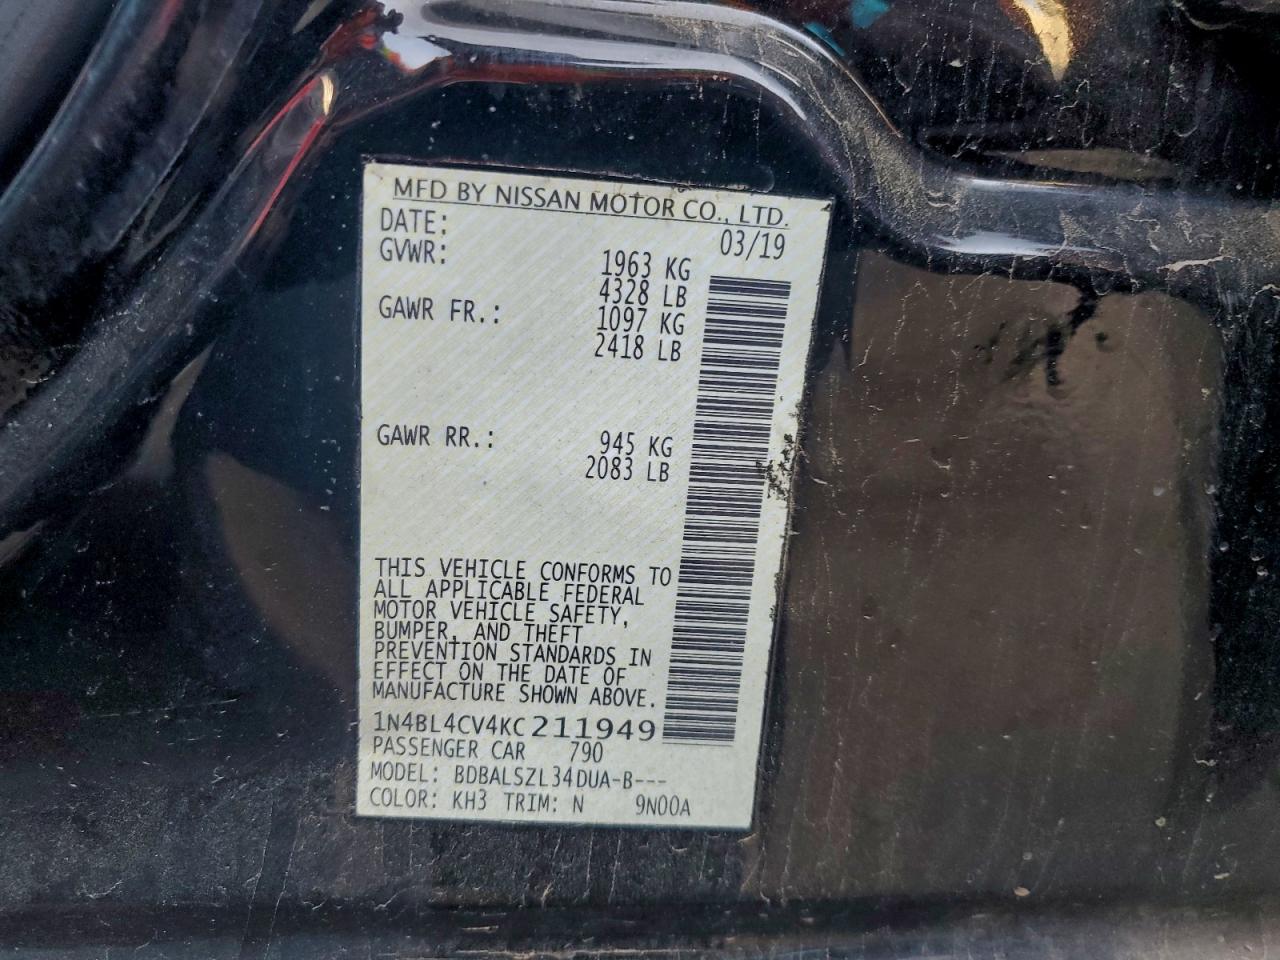 MFD BY NISSAN MOTOR CO., LTD.
DATE: 03/19
GVWR: 1963 KG
4328 LB
GAWR FR.: 1097 KG
2418 LB
GAWR RR.: 945 KG
2083 LB
THIS VEHICLE CONFORMS TO
ALL APPLICABLE FEDERAL
MOTOR VEHICLE SAFETY,
BUMPER, AND THEFT
PREVENTION STANDARDS IN
EFFECT ON THE DATE OF
MANUFACTURE SHOWN ABOVE.
1N4BL4CV4KC211949
PASSENGER CAR 790
MODEL: BDBALSZL34DUA-B---
COLOR: KH3 TRIM: N 9N00A